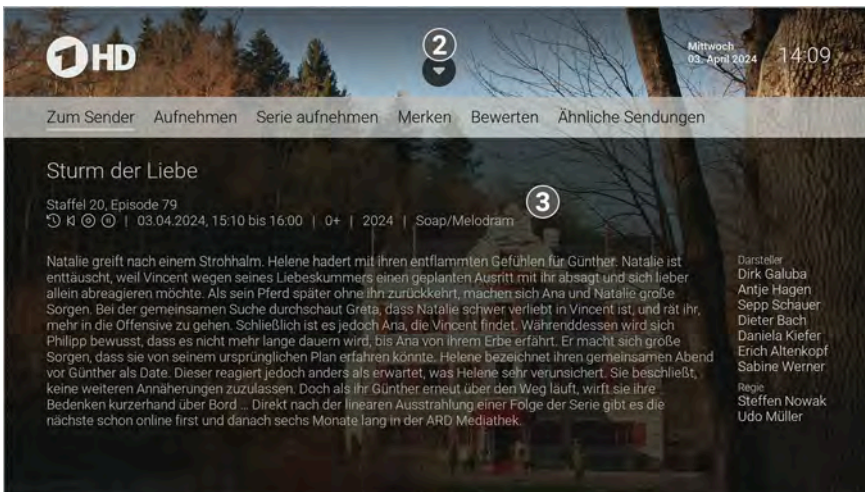 1 HD
2
Mittwoch
03. April 2024
14:09
Zum Sender Aufnehmen Serie aufnehmen Merken Bewerten Ähnliche Sendungen
Sturm der Liebe
3
Staffel 20, Episode 79
03.04.2024, 15:10 bis 16:00 | 0+ | 2024 | Soap/Melodram
Natalie greift nach einem Strohhalm. Helene hadert mit ihren entflammten Gefühlen für Günther. Natalie ist
enttäuscht, weil Vincent wegen seines Liebeskummers einen geplanten Ausritt mit ihr absagt und sich lieber
allein abreagieren möchte. Als sein Pferd später ohne ihn zurückkehrt, machen sich Ana und Natalie große
Sorgen. Bei der gemeinsamen Suche durchschaut Greta, dass Natalie schwer verliebt in Vincent ist, und rät ihr,
mehr in die Offensive zu gehen. Schließlich ist es jedoch Ana, die Vincent findet. Währenddessen wird sich
Philipp bewusst, dass es nicht mehr lange dauern wird, bis Ana von ihrem Erbe erfährt. Er macht sich große
Sorgen, dass sie von seinem ursprünglichen Plan erfahren könnte. Helene bezeichnet ihren gemeinsamen Abend
vor Günther als Date. Dieser reagiert jedoch anders als erwartet, was Helene sehr verunsichert. Sie beschließt,
keine weiteren Annäherungen zuzulassen. Doch als ihr Günther erneut über den Weg läuft, wirft sie ihre
Bedenken kurzerhand über Bord ... Direkt nach der linearen Ausstrahlung einer Folge der Serie gibt es die
nächste schon online first und danach sechs Monate lang in der ARD Mediathek.
Darsteller
Dirk Galuba
Antje Hagen
Sepp Schauer
Dieter Bach
Daniela Kiefer
Erich Altenkopf
Sabine Werner
Regie
Steffen Nowak
Udo Müller